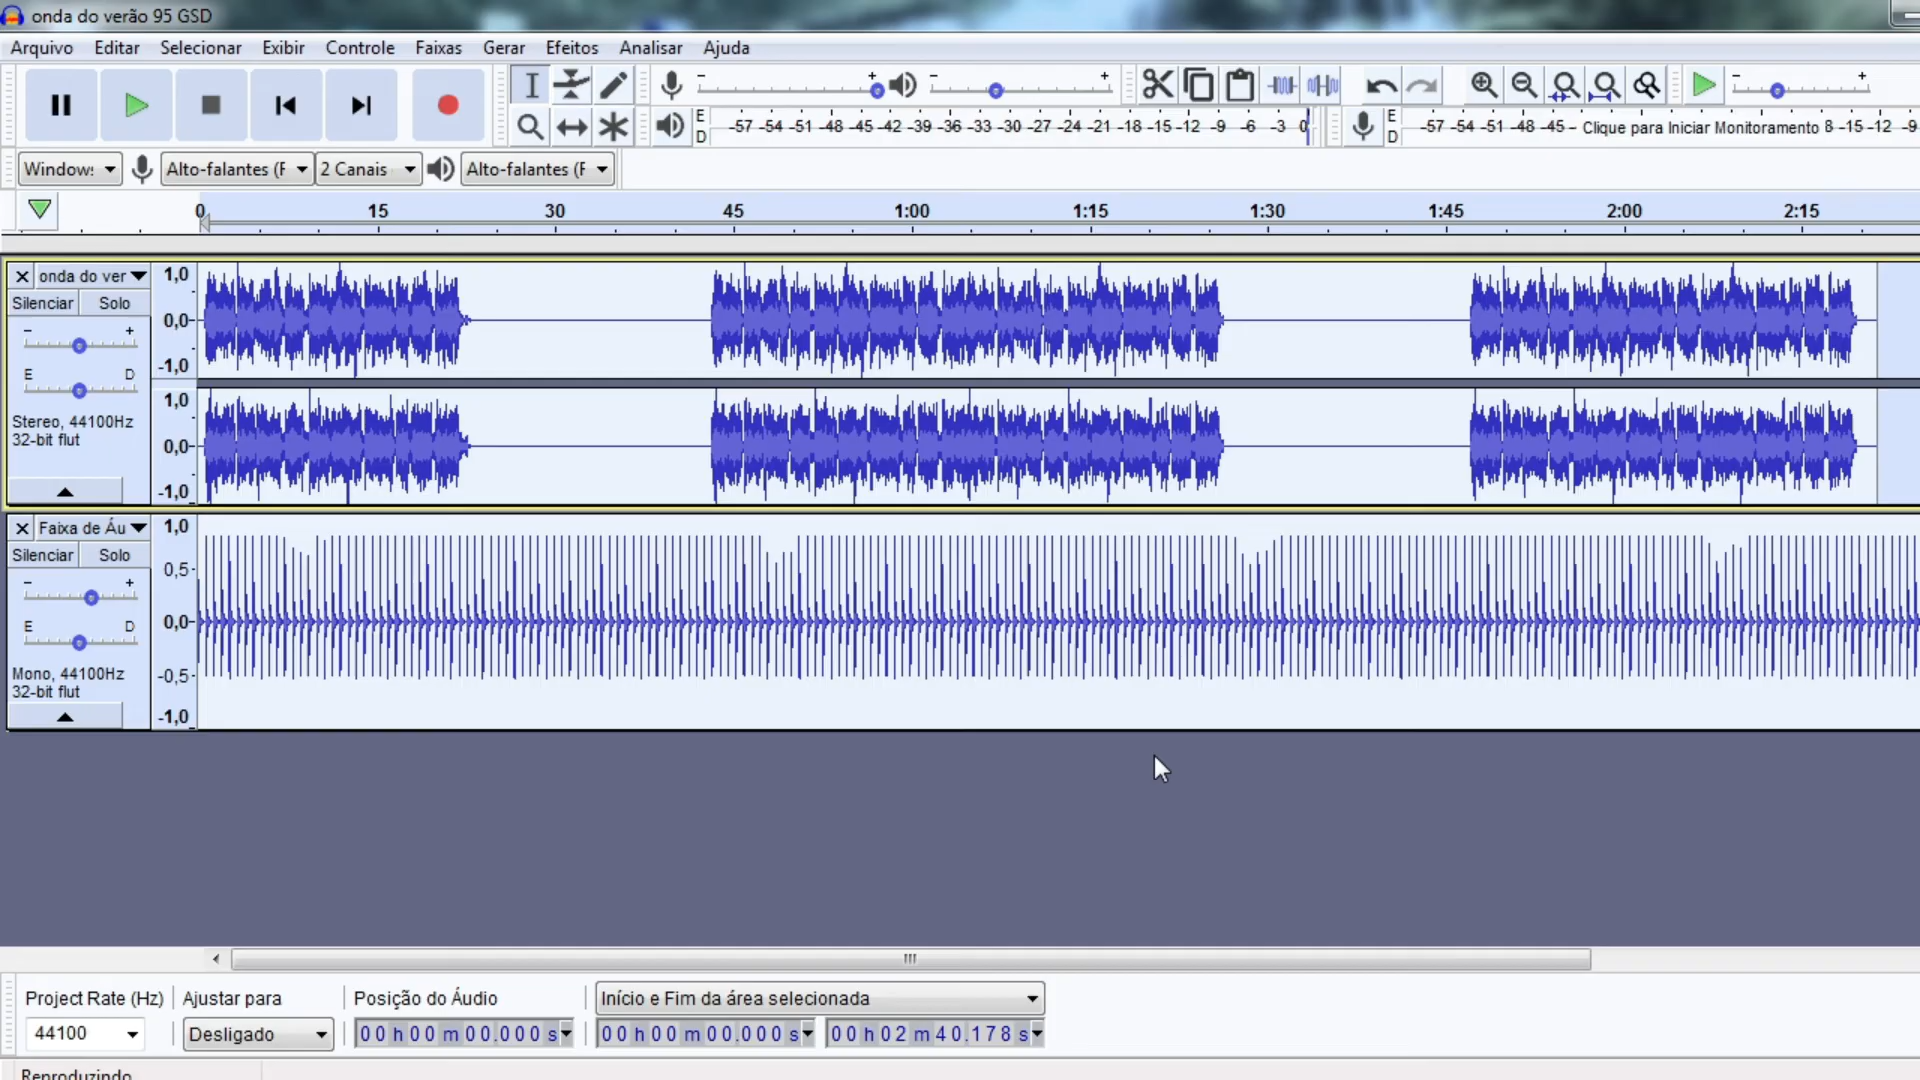 onda do verão 95 GSD
Arquivo Editar Selecionar Exibir Controle Faixas Gerar Efeitos Analisar Ajuda
- + - + - +
E D -57 -54 -51 -48 -45 -42 -39 -36 -33 -30 -27 -24 -21 -18 -15 -12 -9 -6 -3 0
E D -57 -54 -51 -48 -45 - Clique para Iniciar Monitoramento 8 -15 -12 -9
Window: Alto-falantes (F 2 Canais Alto-falantes (F
0 15 30 45 1:00 1:15 1:30 1:45 2:00 2:15
onda do ver 1,0
Silenciar Solo
- + 0,0-
E D -1,0
Stereo, 44100Hz 1,0
32-bit flut 0,0-
-1,0
Faixa de Áu 1,0
Silenciar Solo 0,5-
- +
E D 0,0-
Mono, 44100Hz -0,5-
32-bit flut
-1,0
Project Rate (Hz) Ajustar para Posição do Áudio Início e Fim da área selecionada
44100 Desligado 00 h 00 m 00.000 s 00 h 00 m 00.000 s 00 h 02 m 40.178 s
Reproduzindo